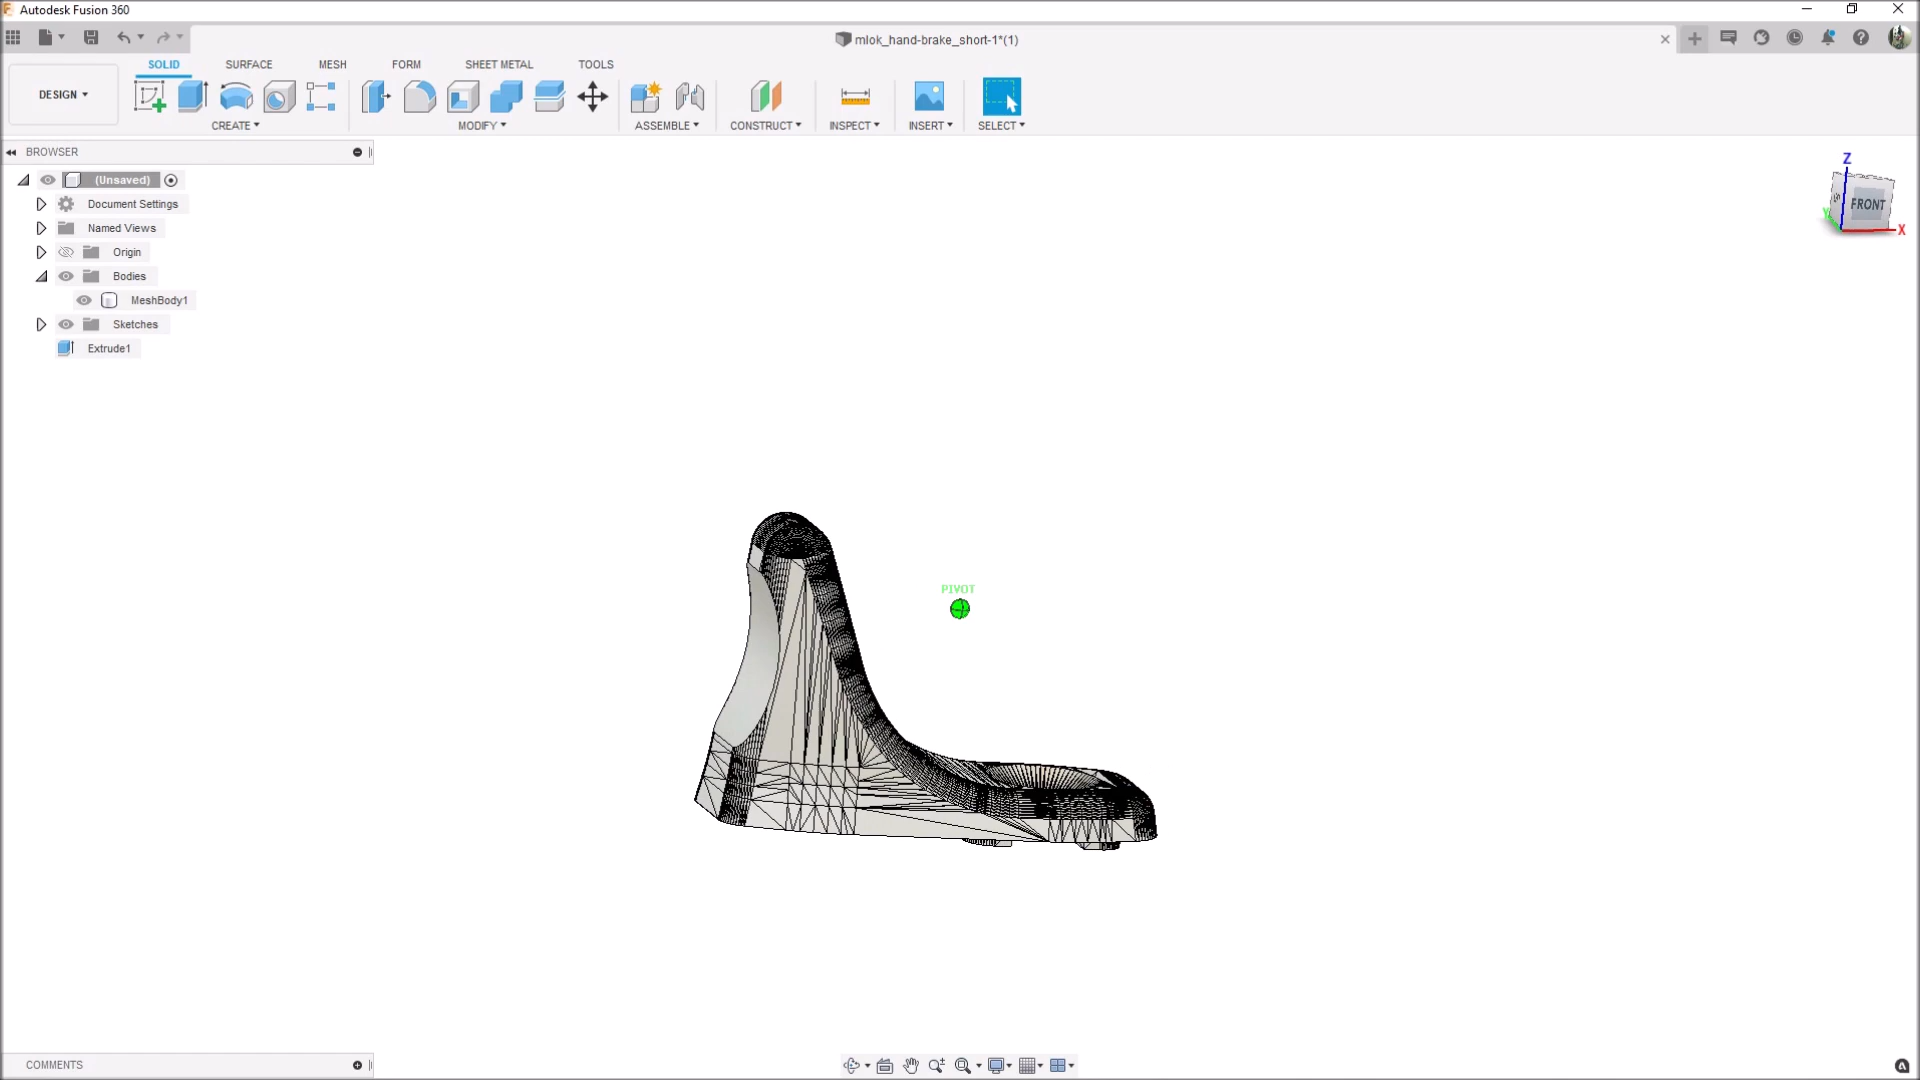 Autodesk Fusion 360
mlok_hand-brake_short-1*(1)
SOLID SURFACE MESH FORM SHEET METAL TOOLS
DESIGN
CREATE MODIFY ASSEMBLE CONSTRUCT INSPECT INSERT SELECT
BROWSER
(Unsaved)
Document Settings
Named Views
Origin
Bodies
MeshBody1
Sketches
Extrude1
Z
FRONT
Y
X
PIVOT
COMMENTS